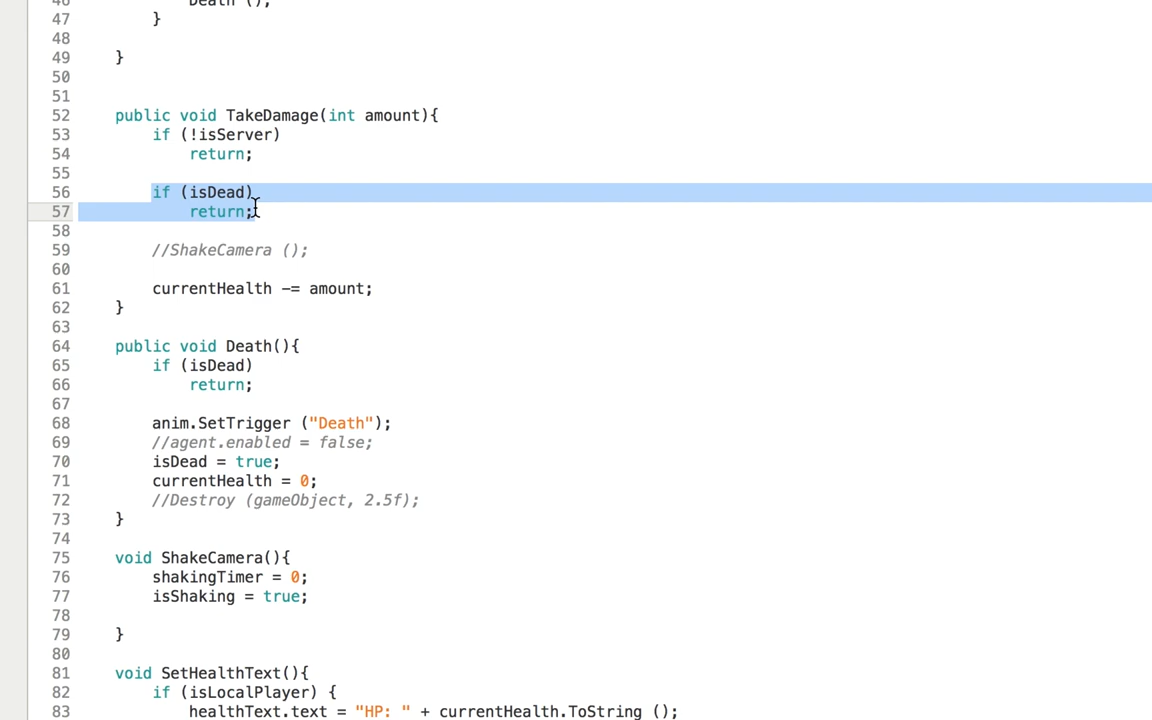 46 Death ();
47 }
48
49 }
50
51
52 public void TakeDamage(int amount){
53 if (!isServer)
54 return;
55
56 if (isDead)
57 return;
58
59 //ShakeCamera ();
60
61 currentHealth -= amount;
62 }
63
64 public void Death(){
65 if (isDead)
66 return;
67
68 anim.SetTrigger ("Death");
69 //agent.enabled = false;
70 isDead = true;
71 currentHealth = 0;
72 //Destroy (gameObject, 2.5f);
73 }
74
75 void ShakeCamera(){
76 shakingTimer = 0;
77 isShaking = true;
78
79 }
80
81 void SetHealthText(){
82 if (isLocalPlayer) {
83 healthText.text = "HP: " + currentHealth.ToString ();